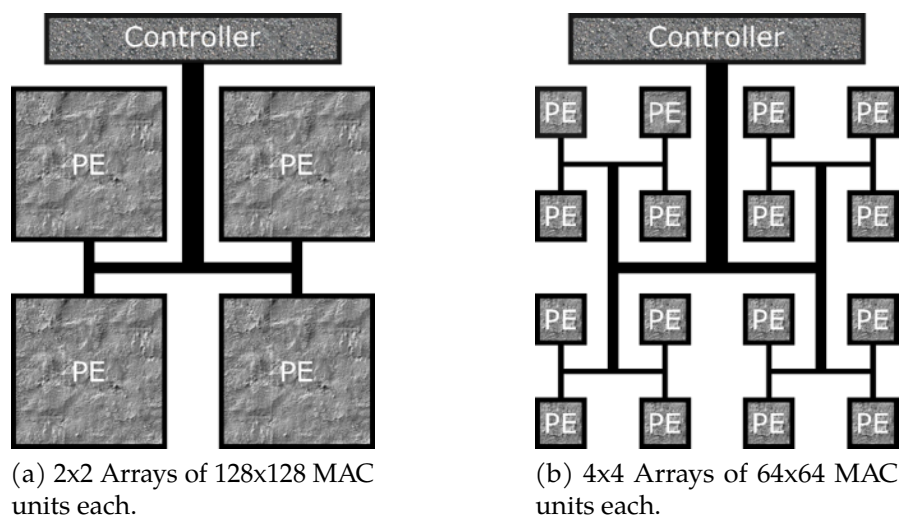 Controller
PE PE
PE PE
(a) 2x2 Arrays of 128x128 MAC
units each.
Controller
PE PE PE PE
PE PE PE PE
PE PE PE PE
PE PE PE PE
(b) 4x4 Arrays of 64x64 MAC
units each.